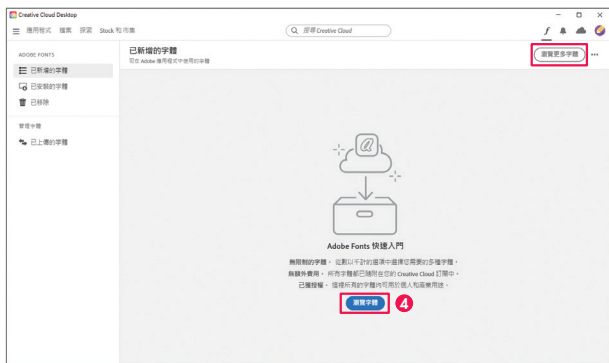 Creative Cloud Desktop
應用程式 檔案 探索 Stock 和市集
搜尋 Creative Cloud
ADOBE FONTS
已新增的字體
已安裝的字體
已移除
管理字體
已上傳的字體
已新增的字體
可在 Adobe 應用程式中使用的字體
瀏覽更多字體
Adobe Fonts 快速入門
無限制的字體。 從數以千計的選項中選擇您需要的多種字體。
無額外費用。 所有字體都已隨附在您的 Creative Cloud 訂閱中。
已獲授權。 這裡所有的字體均可用於個人和商業用途。
瀏覽字體
4